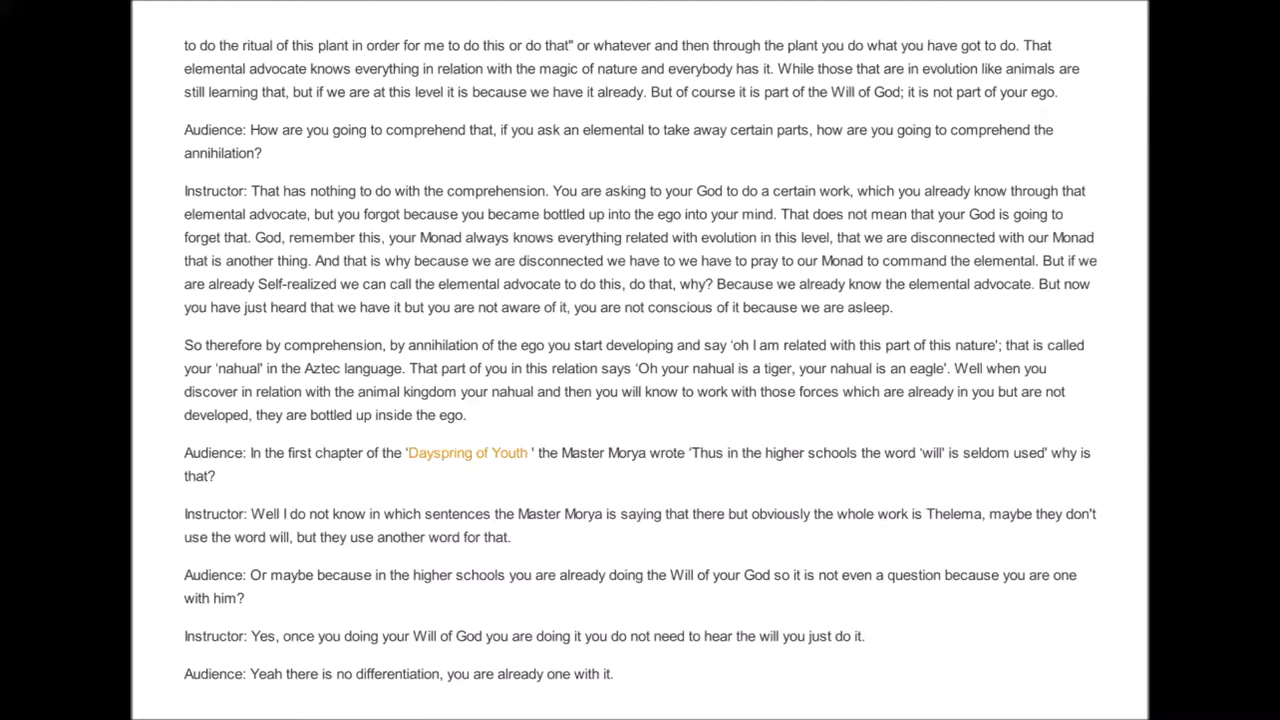 to do the ritual of this plant in order for me to do this or do that" or whatever and then through the plant you do what you have got to do. That
elemental advocate knows everything in relation with the magic of nature and everybody has it. While those that are in evolution like animals are
still learning that, but if we are at this level it is because we have it already. But of course it is part of the Will of God; it is not part of your ego.
Audience: How are you going to comprehend that, if you ask an elemental to take away certain parts, how are you going to comprehend the
annihilation?
Instructor: That has nothing to do with the comprehension. You are asking to your God to do a certain work, which you already know through that
elemental advocate, but you forgot because you became bottled up into the ego into your mind. That does not mean that your God is going to
forget that. God, remember this, your Monad always knows everything related with evolution in this level, that we are disconnected with our Monad
that is another thing. And that is why because we are disconnected we have to we have to pray to our Monad to command the elemental. But if we
are already Self-realized we can call the elemental advocate to do this, do that, why? Because we already know the elemental advocate. But now
you have just heard that we have it but you are not aware of it, you are not conscious of it because we are asleep.
So therefore by comprehension, by annihilation of the ego you start developing and say ‘oh I am related with this part of this nature'; that is called
your ‘nahual' in the Aztec language. That part of you in this relation says ‘Oh your nahual is a tiger, your nahual is an eagle'. Well when you
discover in relation with the animal kingdom your nahual and then you will know to work with those forces which are already in you but are not
developed, they are bottled up inside the ego.
Audience: In the first chapter of the ‘Dayspring of Youth ' the Master Morya wrote ‘Thus in the higher schools the word ‘will' is seldom used' why is
that?
Instructor: Well I do not know in which sentences the Master Morya is saying that there but obviously the whole work is Thelema, maybe they don't
use the word will, but they use another word for that.
Audience: Or maybe because in the higher schools you are already doing the Will of your God so it is not even a question because you are one
with him?
Instructor: Yes, once you doing your Will of God you are doing it you do not need to hear the will you just do it.
Audience: Yeah there is no differentiation, you are already one with it.